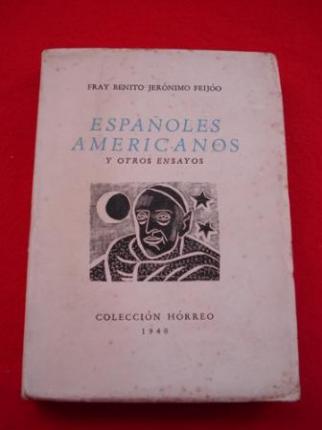 FRAY BENITO JERÓNIMO FEIJÓO
ESPAÑOLES
AMERICANOS
Y OTROS ENSAYOS
COLECCIÓN HÓRREO
1940